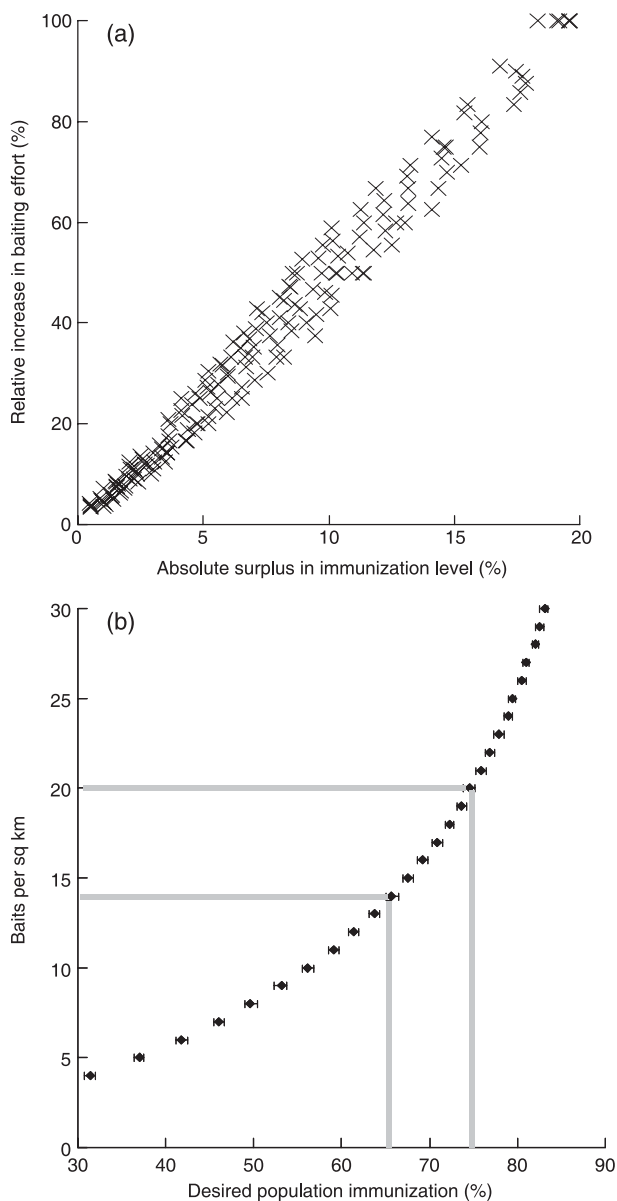 (a)
Relative increase in baiting effort (%)
100
80
60
40
20
0
0 5 10 15 20
Absolute surplus in immunization level (%)
(b)
Baits per sq km
30
25
20
15
10
5
0
30 40 50 60 70 80 90
Desired population immunization (%)